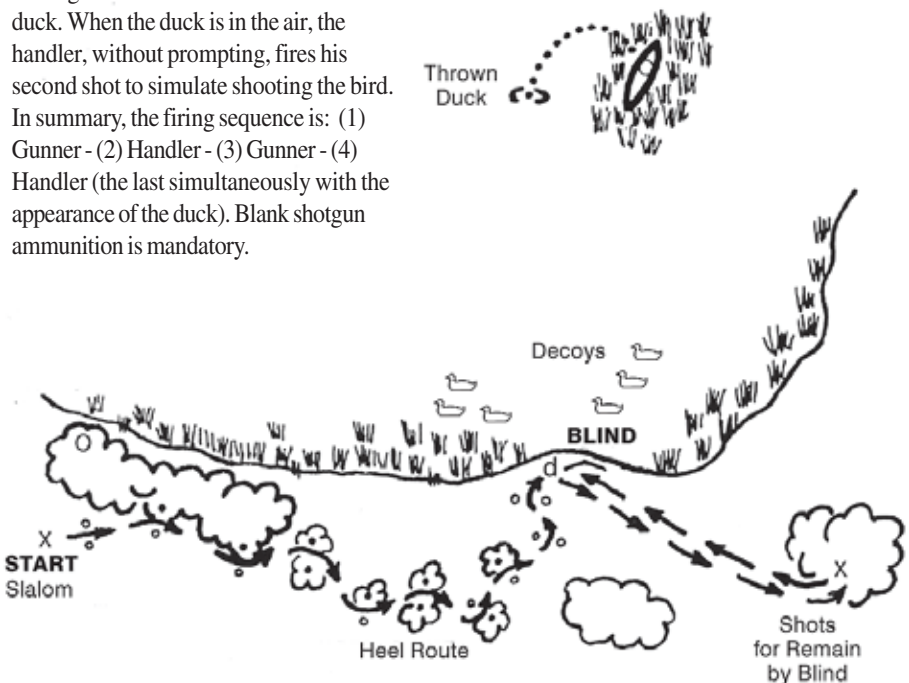 duck. When the duck is in the air, the
handler, without prompting, fires his
second shot to simulate shooting the bird.
In summary, the firing sequence is: (1)
Gunner - (2) Handler - (3) Gunner - (4)
Handler (the last simultaneously with the
appearance of the duck). Blank shotgun
ammunition is mandatory.
Thrown
Duck
Decoys
BLIND
d
O
X
START
Slalom
Heel Route
X
Shots
for Remain
by Blind